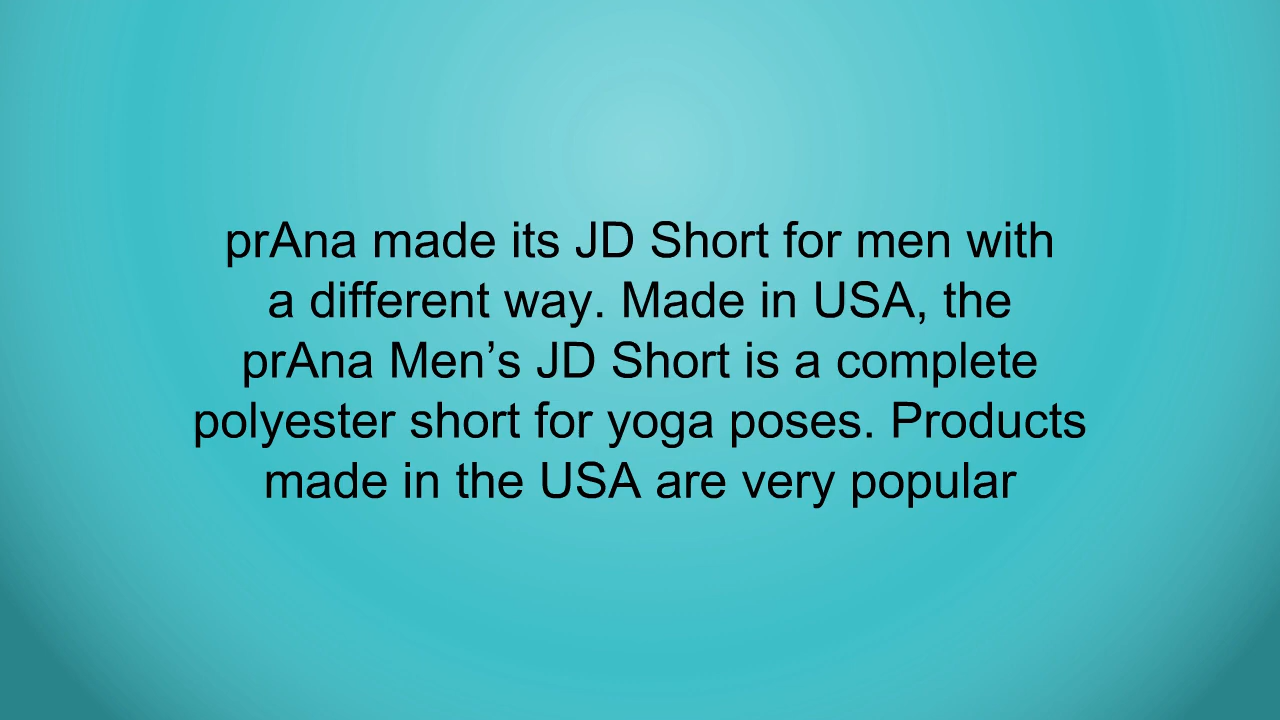 prAna made its JD Short for men with
a different way. Made in USA, the
prAna Men’s JD Short is a complete
polyester short for yoga poses. Products
made in the USA are very popular